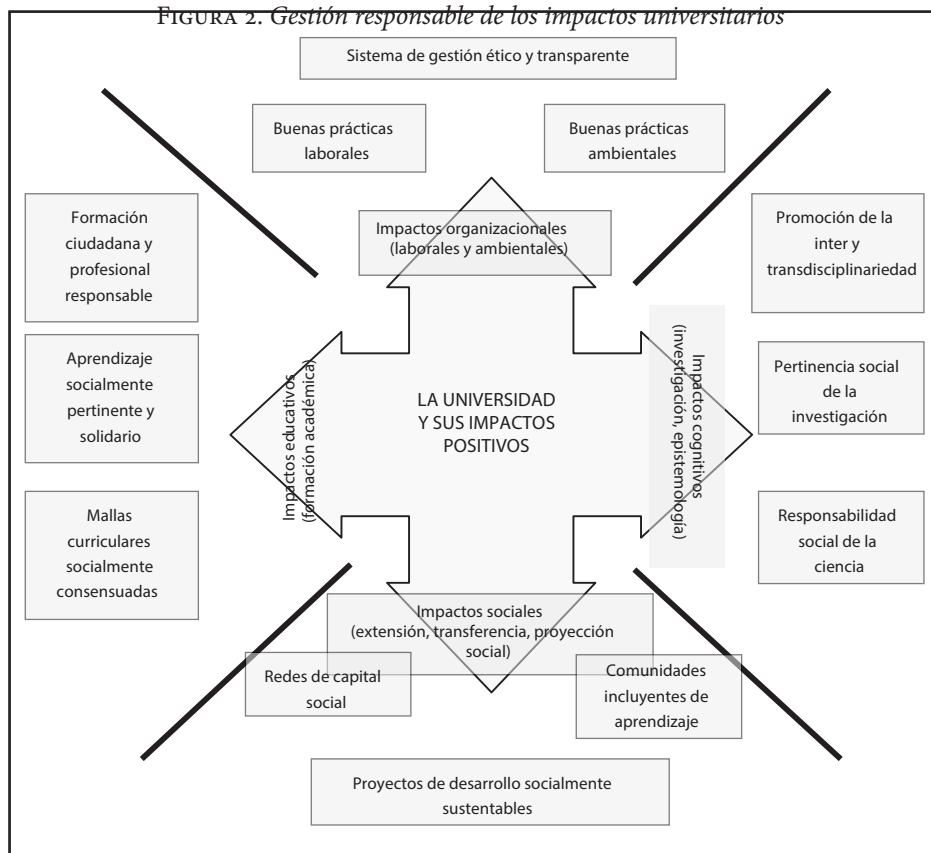 FIGURA 2. Gestión responsable de los impactos universitarios
Sistema de gestión ético y transparente
Buenas prácticas
laborales
Buenas prácticas
ambientales
Impactos organizacionales
(laborales y ambientales)
Formación
ciudadana y
profesional
responsable
Aprendizaje
socialmente
pertinente y
solidario
Mallas
curriculares
socialmente
consensuadas
Impactos educativos
(formación académica)
LA UNIVERSIDAD
Y SUS IMPACTOS
POSITIVOS
Impactos cognitivos
(investigación, epistemología)
Promoción de la
inter y
transdisciplinariedad
Pertinencia social
de la
investigación
Responsabilidad
social de la
ciencia
Impactos sociales
(extensión, transferencia, proyección
social)
Redes de capital
social
Comunidades
incluyentes de
aprendizaje
Proyectos de desarrollo socialmente
sustentables